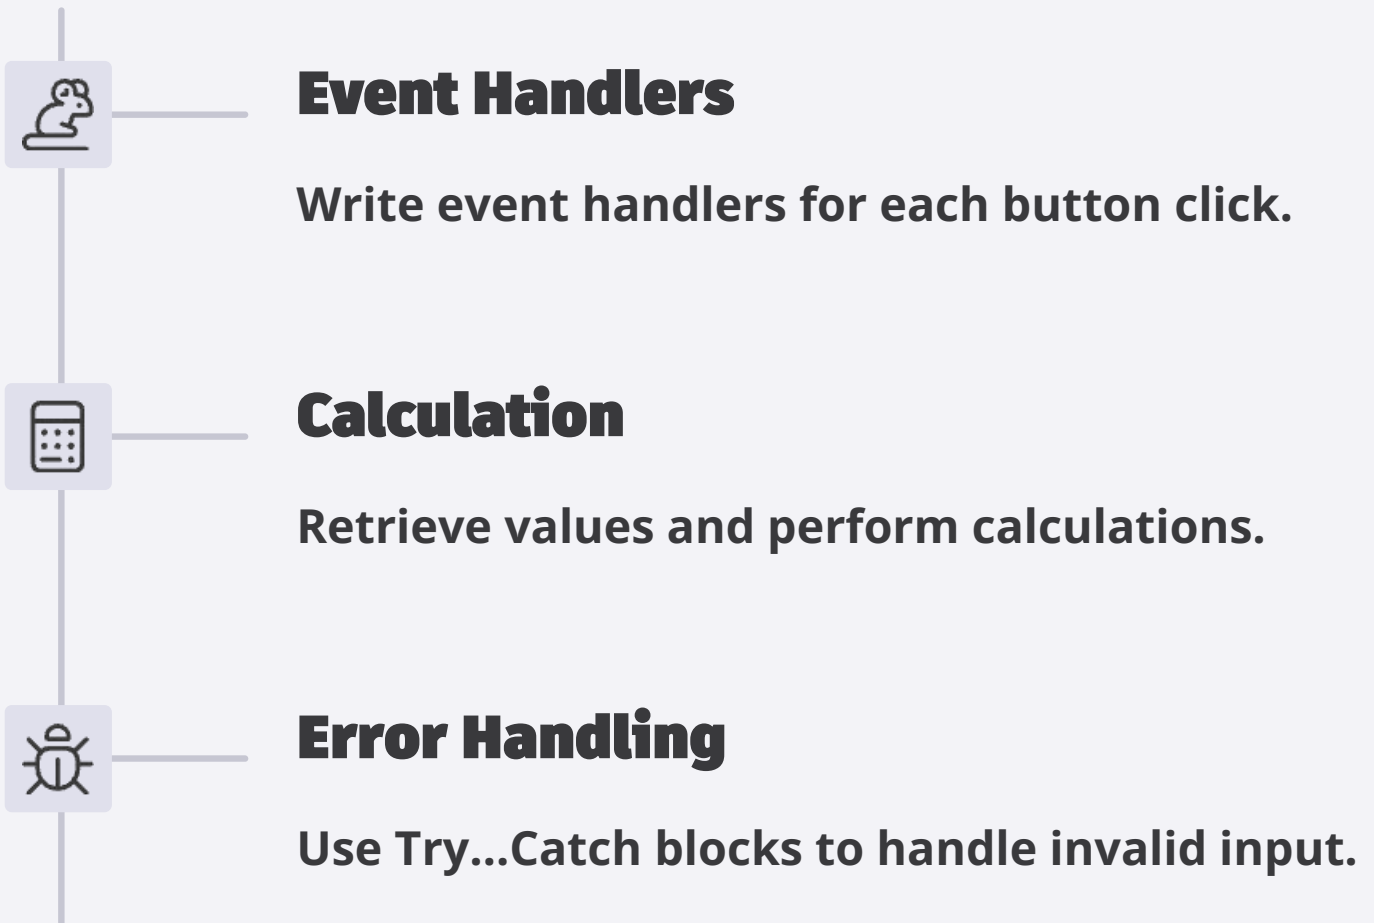 Event Handlers
Write event handlers for each button click.
Calculation
Retrieve values and perform calculations.
Error Handling
Use Try...Catch blocks to handle invalid input.